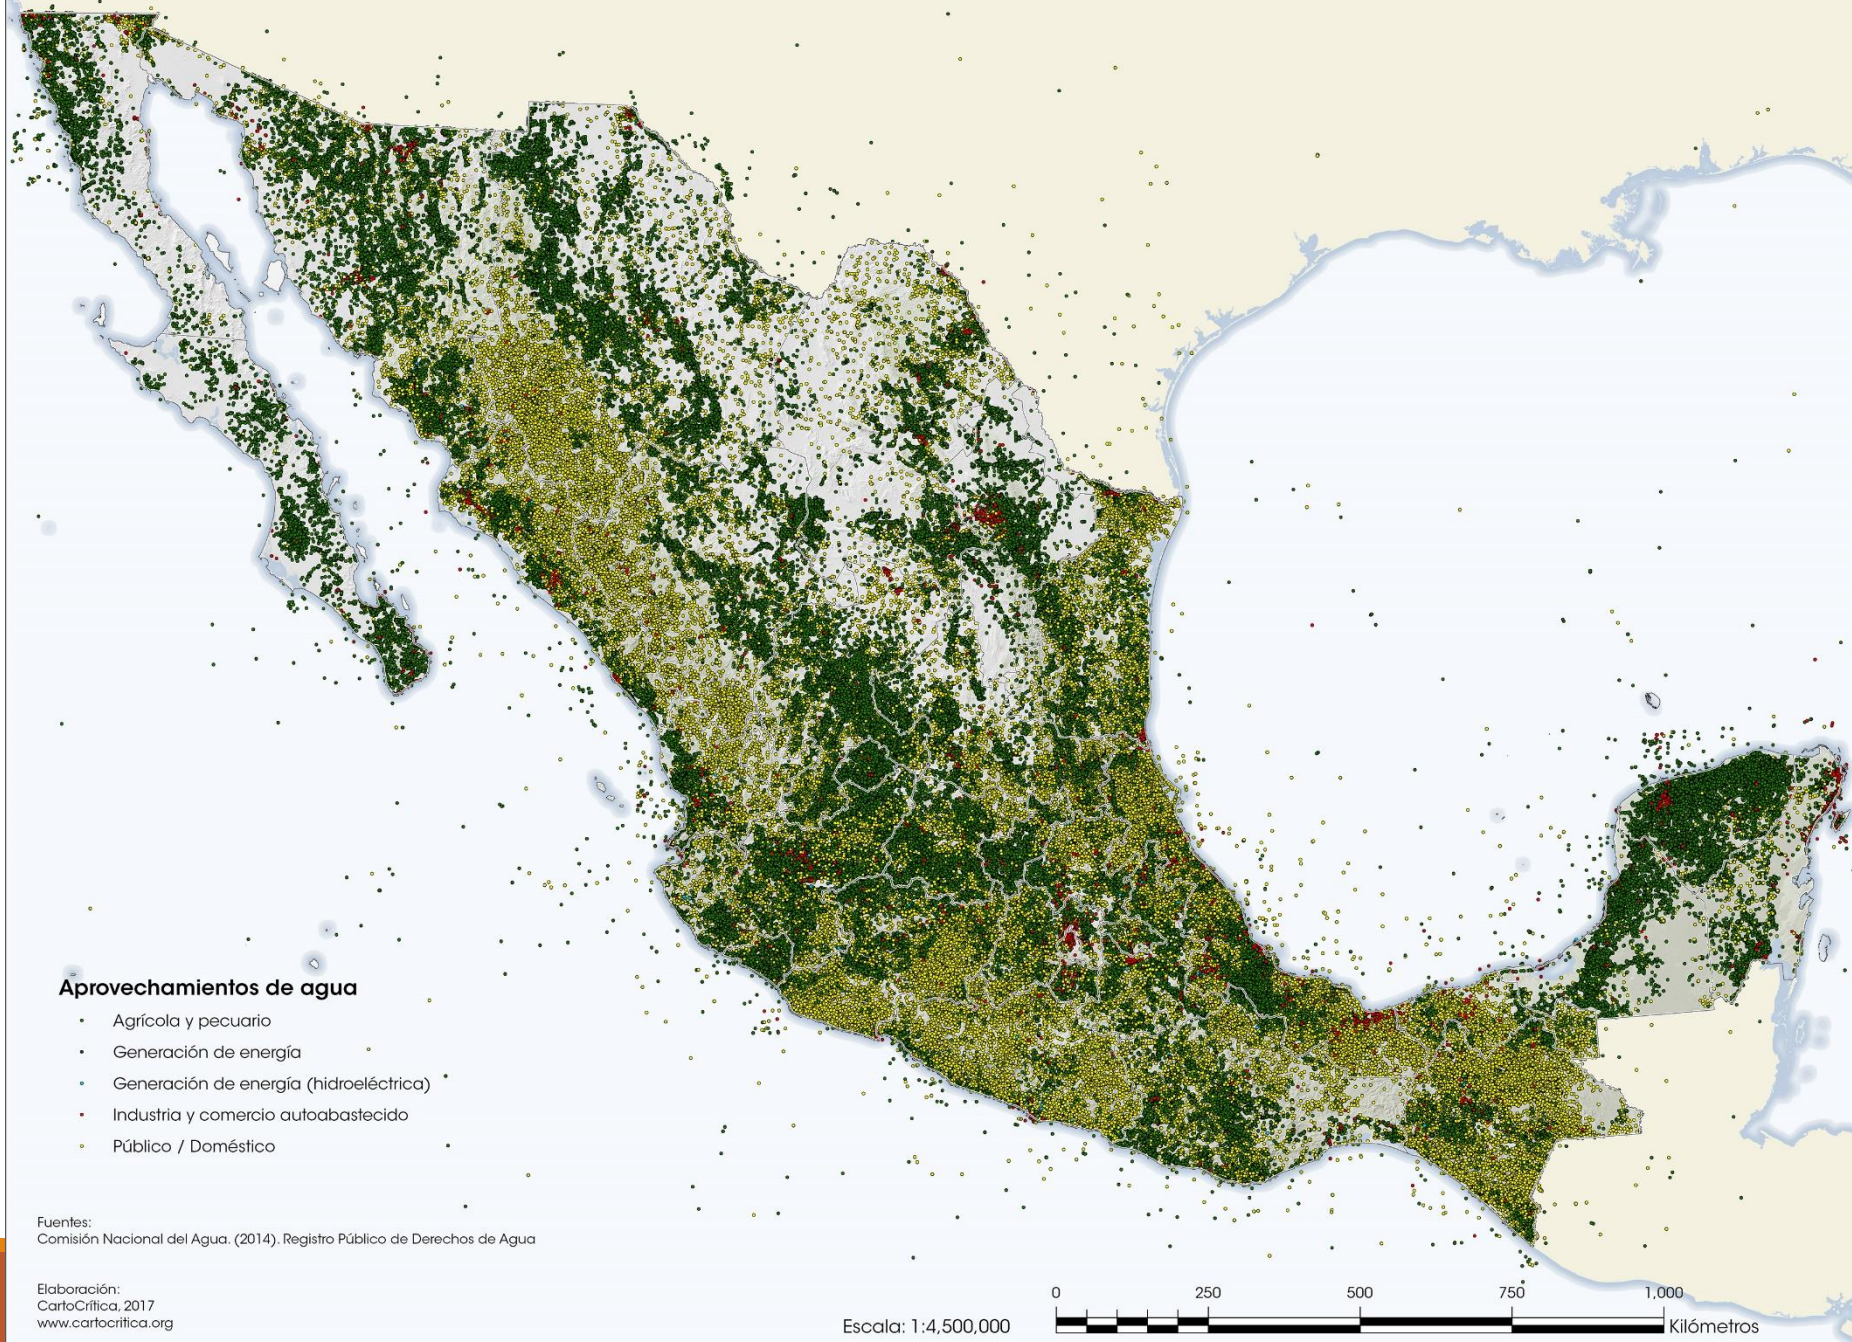 Aprovechamientos de agua
Agrícola y pecuario
Generación de energía
Generación de energía (hidroeléctrica)
Industria y comercio autoabastecido
Público / Doméstico
Fuentes:
Comisión Nacional del Agua. (2014). Registro Público de Derechos de Agua
Elaboración:
CartoCrítica, 2017
www.cartocritica.org
Escala: 1:4,500,000
0 250 500 750 1,000
Kilómetros